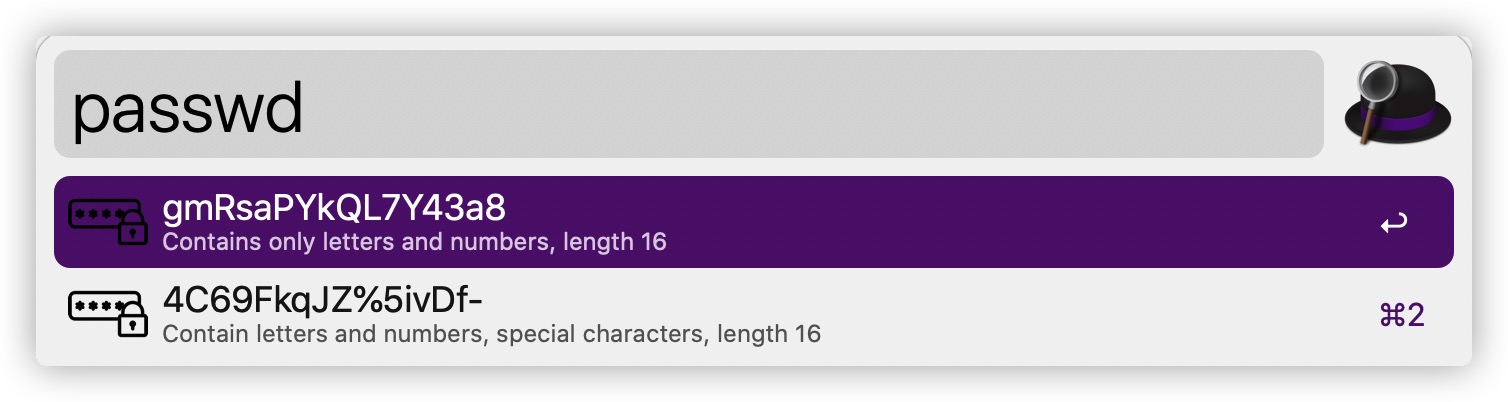 passwd
gmRsaPYkQL7Y43a8
Contains only letters and numbers, length 16
4C69FkqJZ%5ivDf-
⌘2
Contain letters and numbers, special characters, length 16